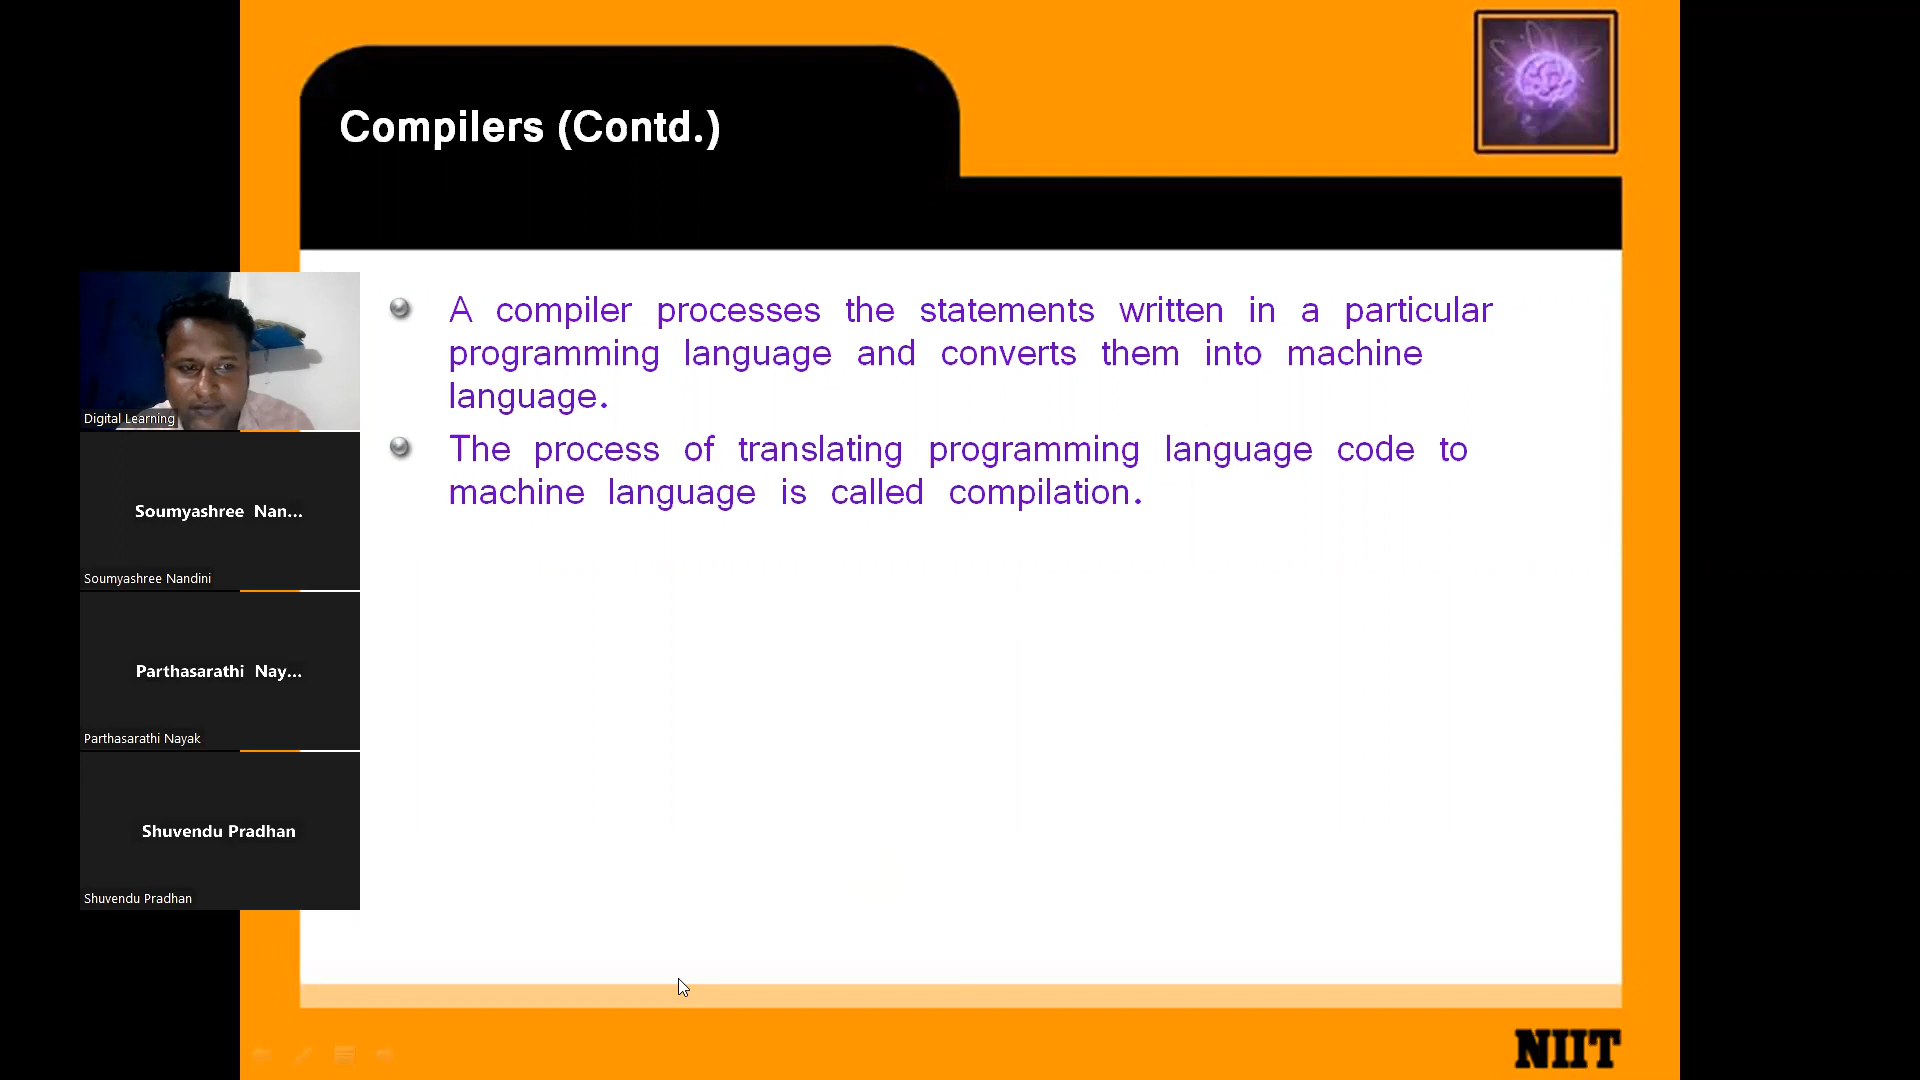 Compilers (Contd.)
A compiler processes the statements written in a particular
programming language and converts them into machine
language.
The process of translating programming language code to
machine language is called compilation.
Digital Learning
Soumyashree Nan...
Soumyashree Nandini
Parthasarathi Nay...
Parthasarathi Nayak
Shuvendu Pradhan
Shuvendu Pradhan
NIIT